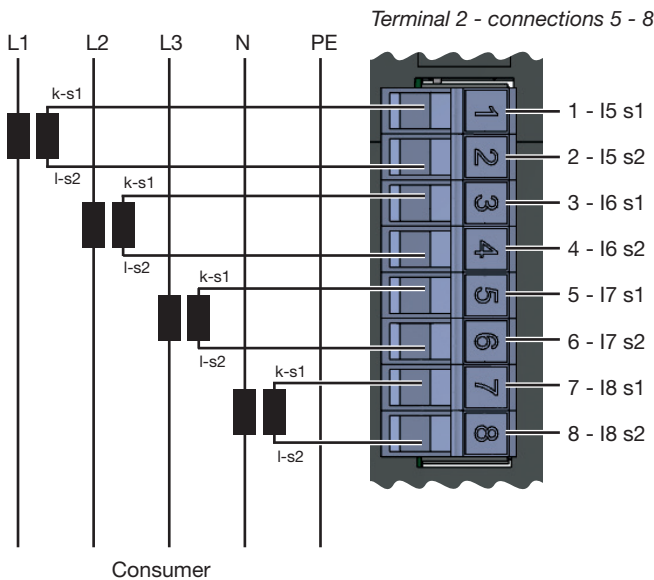 Terminal 2 - connections 5 - 8
L1 L2 L3 N PE
k-s1
1
1 - I5 s1
l-s2
2
2 - I5 s2
k-s1
3
3 - I6 s1
l-s2
4
4 - I6 s2
k-s1
5
5 - I7 s1
l-s2
6
6 - I7 s2
k-s1
7
7 - I8 s1
l-s2
8
8 - I8 s2
Consumer